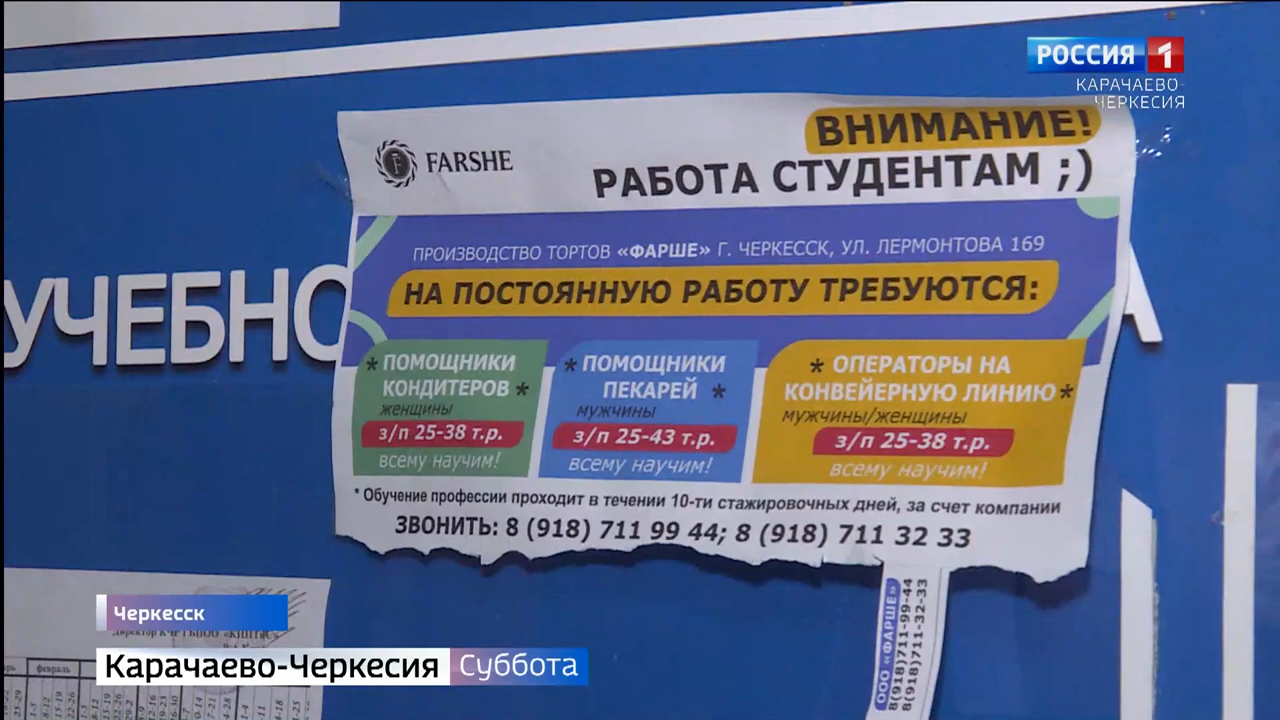 РОССИЯ 1
КАРАЧАЕВО-
ЧЕРКЕСИЯ
FARSHE
ВНИМАНИЕ!
РАБОТА СТУДЕНТАМ ;)
ПРОИЗВОДСТВО ТОРТОВ «ФАРШЕ» Г. ЧЕРКЕССК, УЛ. ЛЕРМОНТОВА 169
НА ПОСТОЯННУЮ РАБОТУ ТРЕБУЮТСЯ:
УЧЕБНО
* ПОМОЩНИКИ
КОНДИТЕРОВ *
женщины
з/п 25-38 т.р.
всему научим!
* ПОМОЩНИКИ
ПЕКАРЕЙ *
мужчины
з/п 25-43 т.р.
всему научим!
* ОПЕРАТОРЫ НА
КОНВЕЙЕРНУЮ ЛИНИЮ *
мужчины/женщины
з/п 25-38 т.р.
всему научим!
* Обучение профессии проходит в течении 10-ти стажировочных дней, за счет компании
ЗВОНИТЬ: 8 (918) 711 99 44; 8 (918) 711 32 33
ООО «ФАРШЕ»
8(918)711-99-44
8(918)711-32-33
Черкесск
Карачаево-Черкесия Суббота
февраль